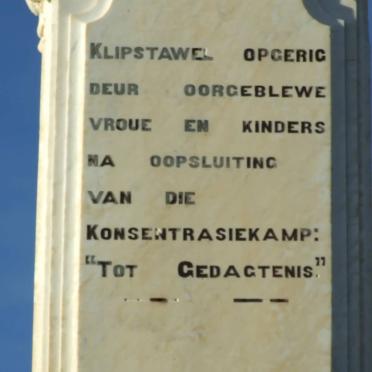 KLIPSTAWEL OPGERIG
DEUR OORGEBLEWE
VROUE EN KINDERS
NA OOPSLUITING
VAN DIE
KONSENTRASIEKAMP:
"TOT GEDAGTENIS."